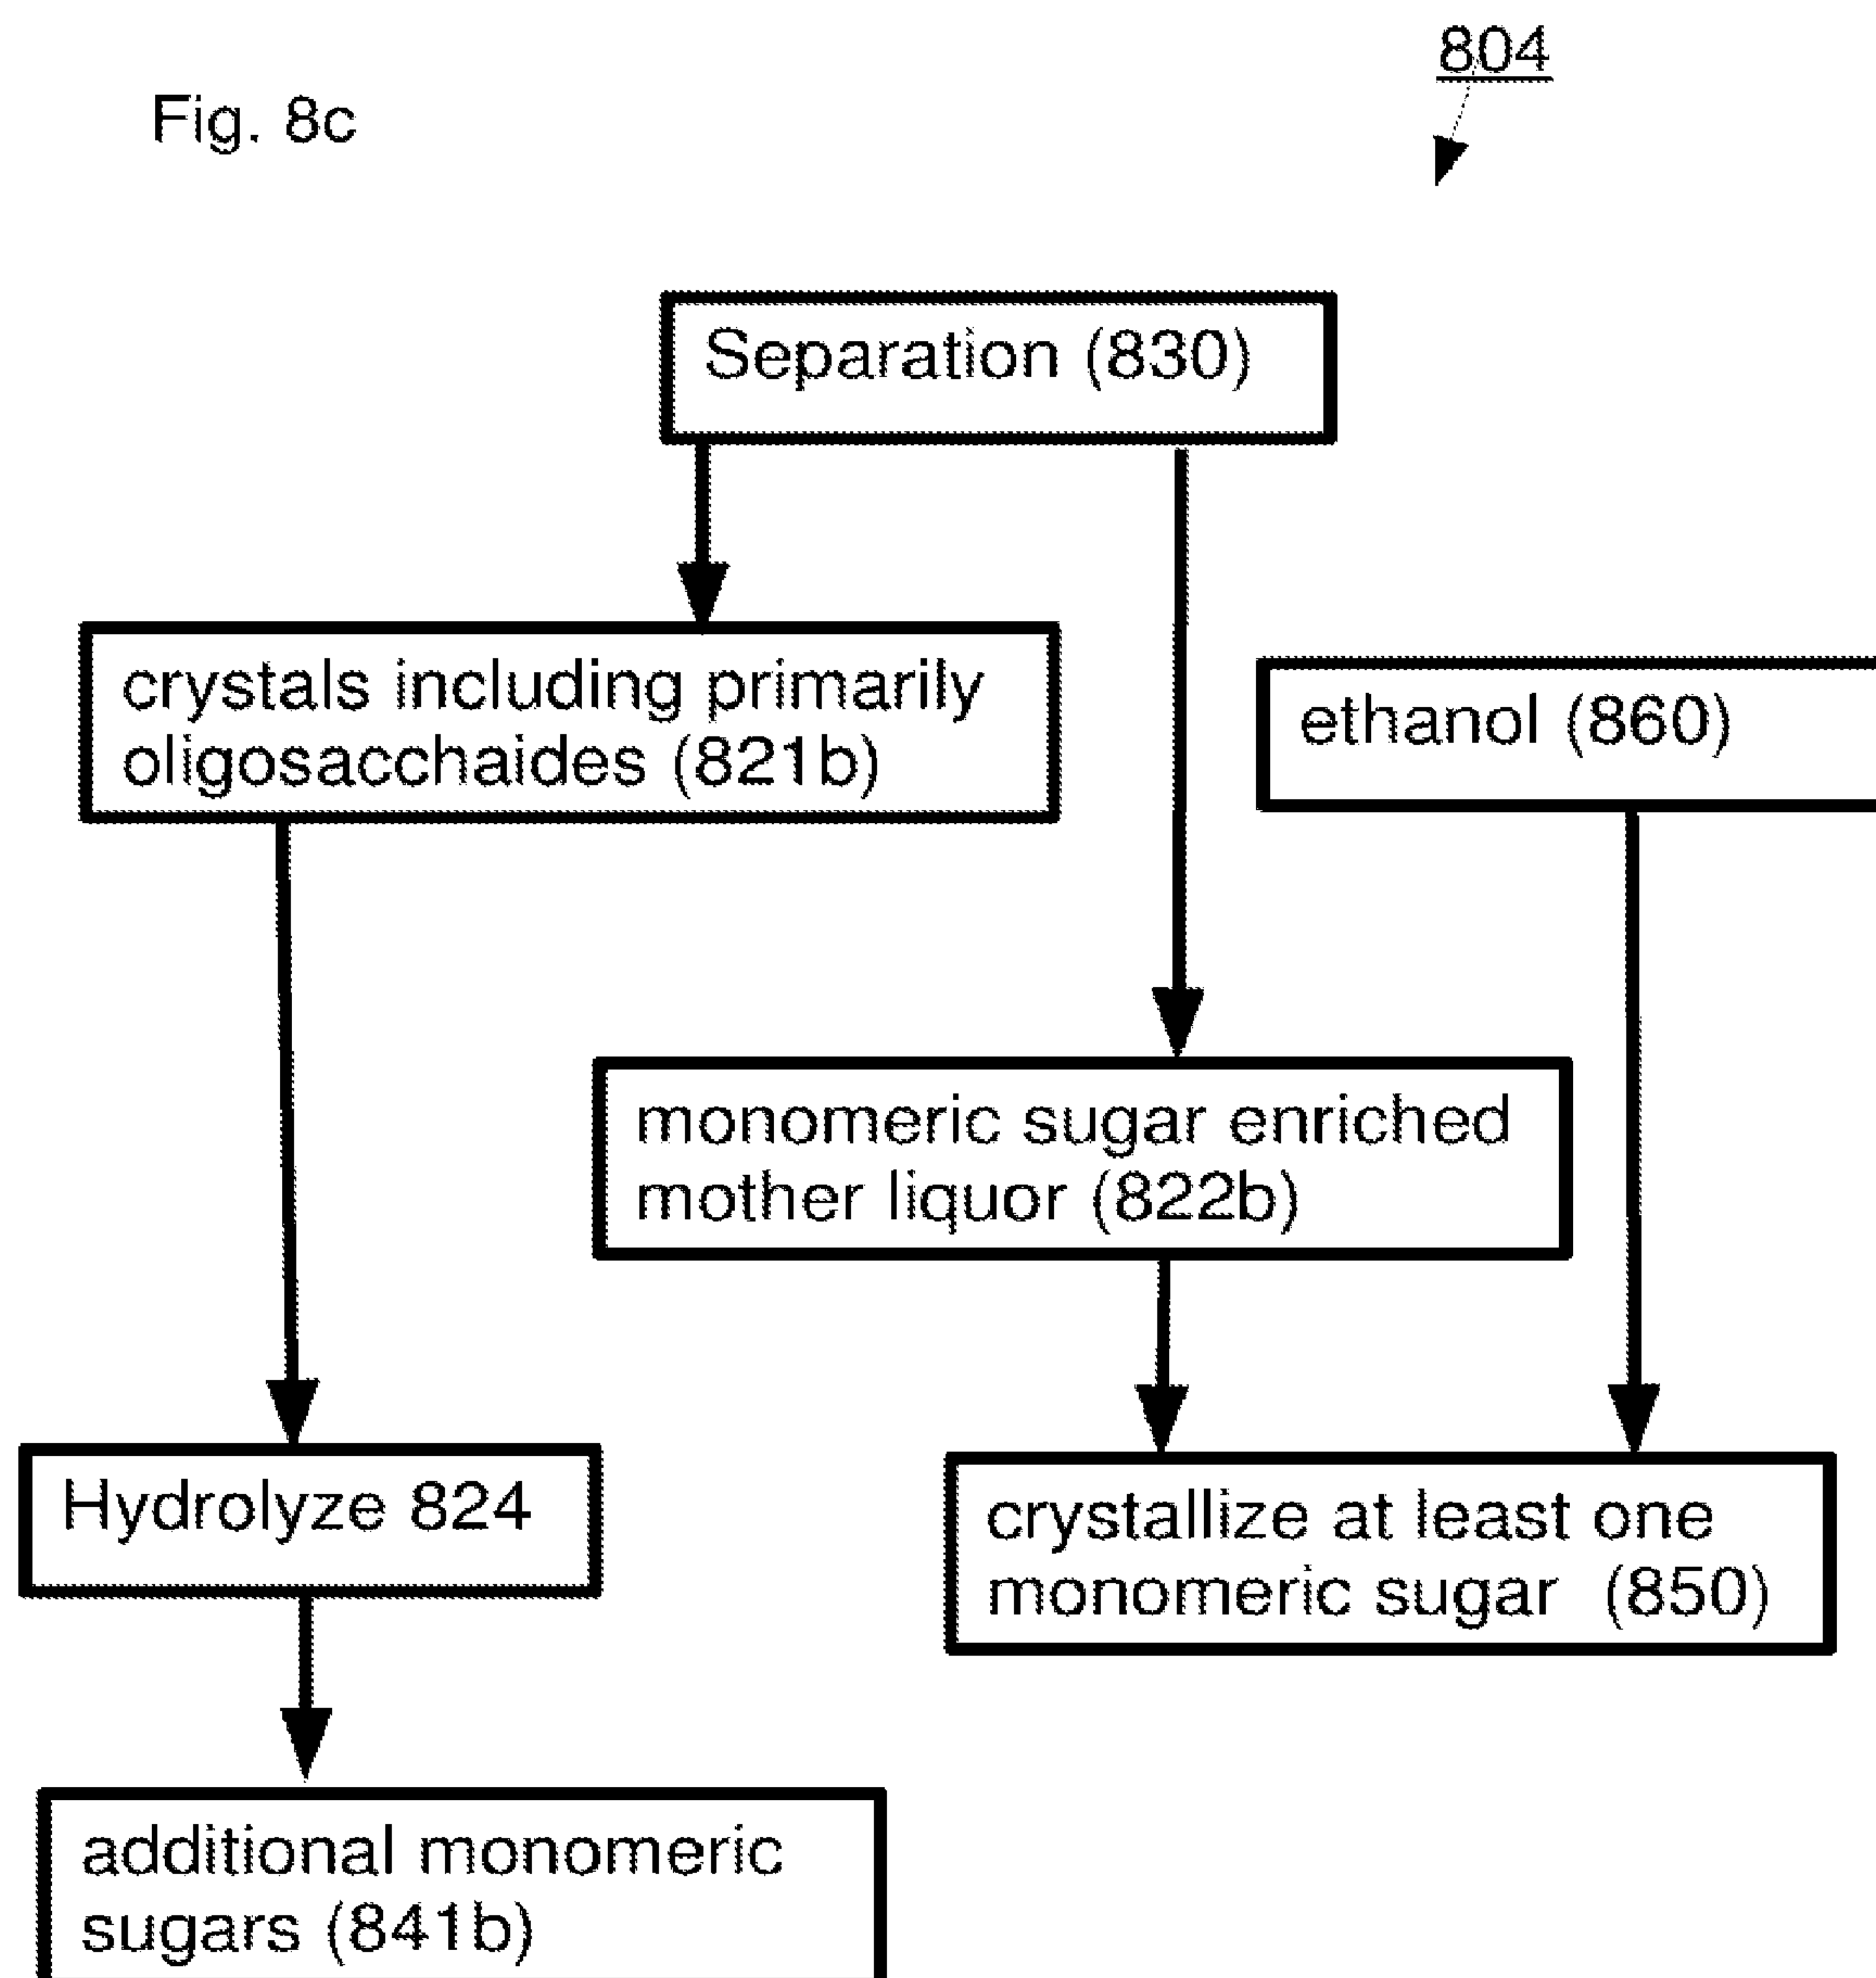 804
Fig. 8c
Separation (830)
crystals including primarily
oligosacchaides (821b)
ethanol (860)
monomeric sugar enriched
mother liquor (822b)
Hydrolyze 824
crystallize at least one
monomeric sugar (850)
additional monomeric
sugars (841b)